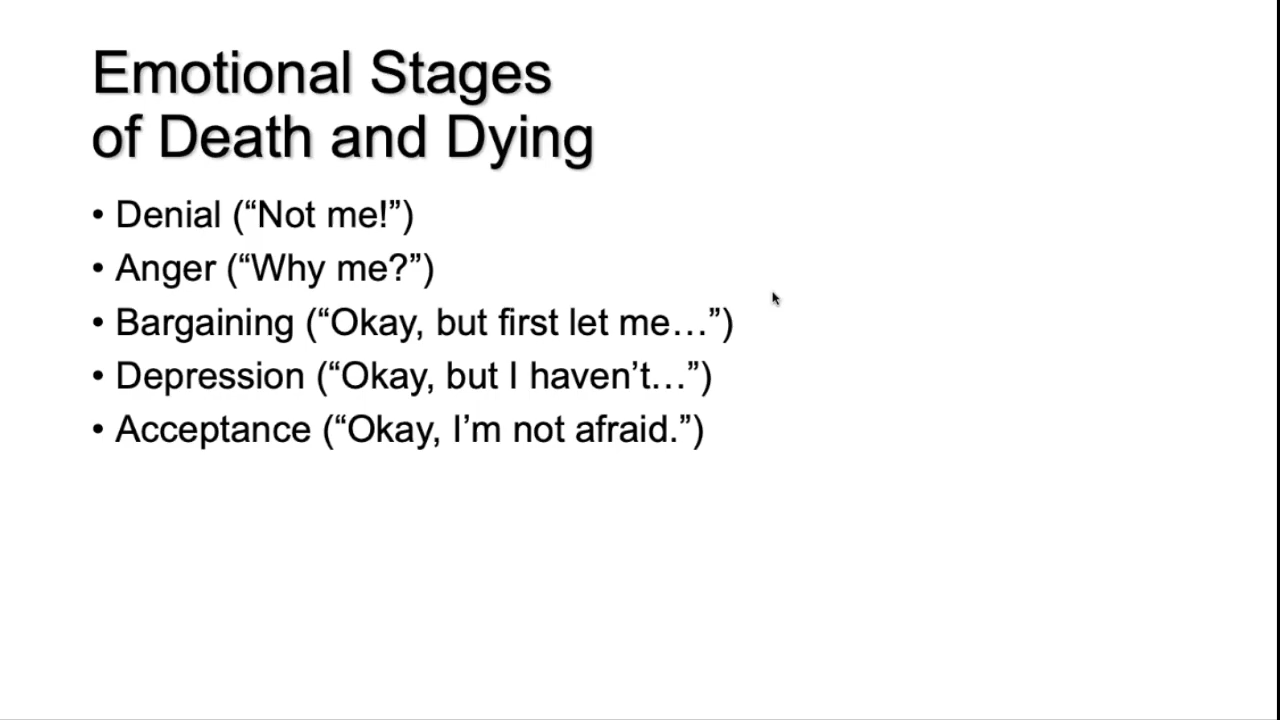 Emotional Stages
of Death and Dying
• Denial (“Not me!”)
• Anger (“Why me?”)
• Bargaining (“Okay, but first let me…”)
• Depression (“Okay, but I haven’t…”)
• Acceptance (“Okay, I’m not afraid.”)